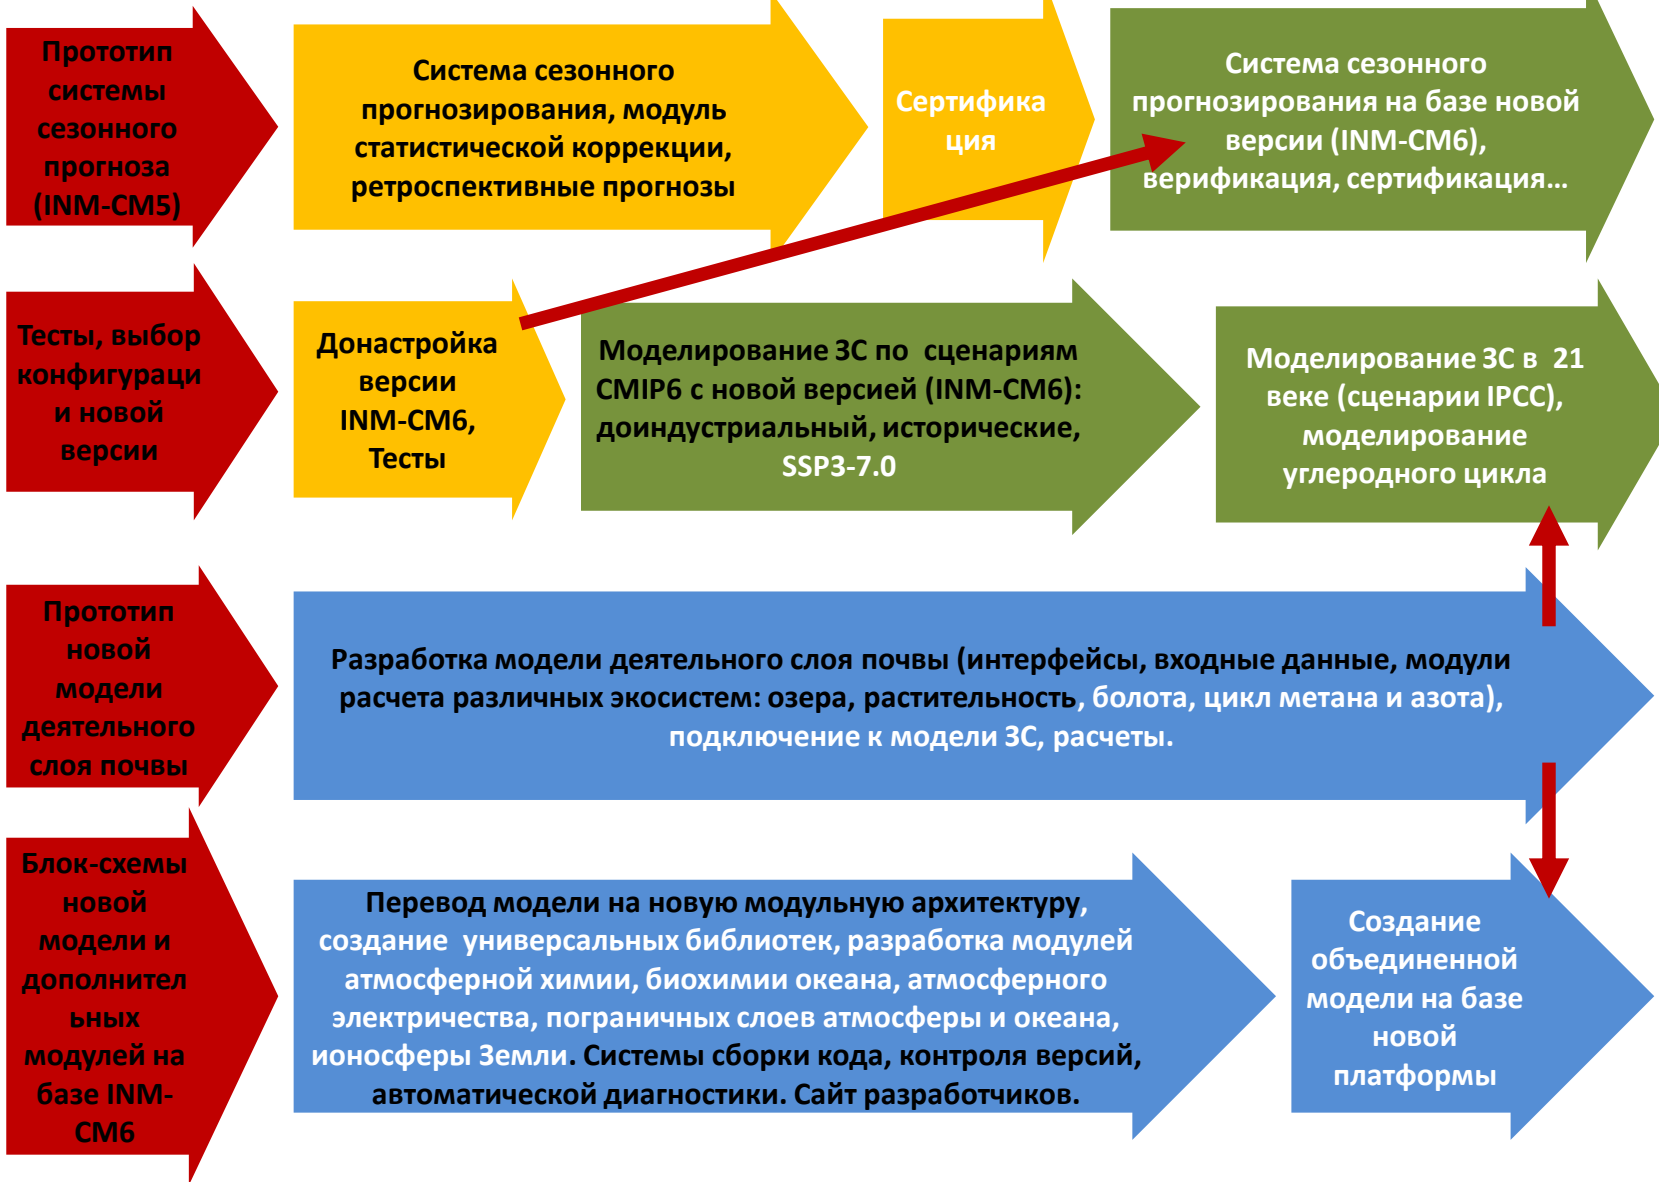 Прототип
системы
сезонного
прогноза
(INM-CM5)
Система сезонного
прогнозирования, модуль
статистической коррекции,
ретроспективные прогнозы
Сертифика
ция
Система сезонного
прогнозирования на базе новой
версии (INM-CM6),
верификация, сертификация…
Тесты, выбор
конфигураци
и новой
версии
Донастройка
версии
INM-CM6,
Тесты
Моделирование ЗС по сценариям
CMIP6 с новой версией (INM-CM6):
доиндустриальный, исторические,
SSP3-7.0
Моделирование ЗС в 21
веке (сценарии IPCC),
моделирование
углеродного цикла
Прототип
новой
модели
деятельного
слоя почвы
Разработка модели деятельного слоя почвы (интерфейсы, входные данные, модули
расчета различных экосистем: озера, растительность, болота, цикл метана и азота),
подключение к модели ЗС, расчеты.
Блок-схемы
новой
модели и
дополнител
ьных
модулей на
базе INM-
CM6
Перевод модели на новую модульную архитектуру,
создание универсальных библиотек, разработка модулей
атмосферной химии, биохимии океана, атмосферного
электричества, пограничных слоев атмосферы и океана,
ионосферы Земли. Системы сборки кода, контроля версий,
автоматической диагностики. Сайт разработчиков.
Создание
объединенной
модели на базе
новой
платформы